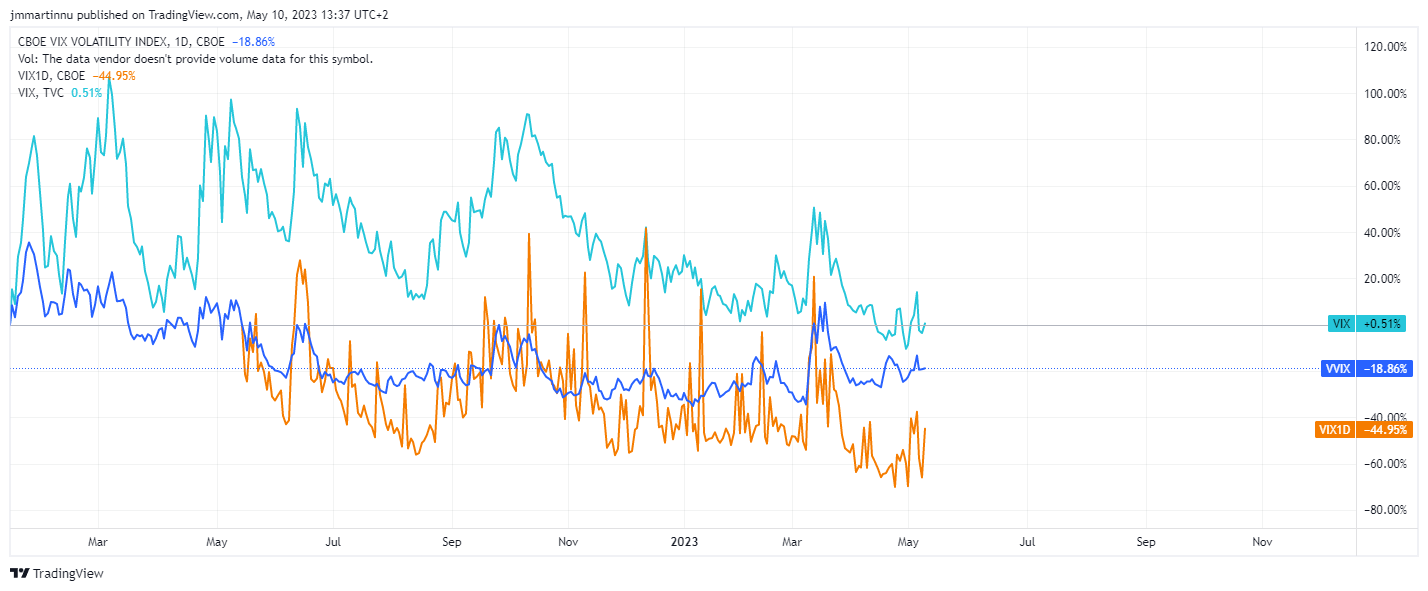 jmmartinnu published on TradingView.com, May 10, 2023 13:37 UTC+2
CBOE VIX VOLATILITY INDEX, 1D, CBOE −18.86%
Vol: The data vendor doesn't provide volume data for this symbol.
VIX1D, CBOE −44.95%
VIX, TVC 0.51%
120.00%
100.00%
80.00%
60.00%
40.00%
20.00%
VIX +0.51%
VVIX −18.86%
−40.00%
VIX1D −44.95%
−60.00%
−80.00%
Mar May Jul Sep Nov 2023 Mar May Jul Sep Nov
TradingView